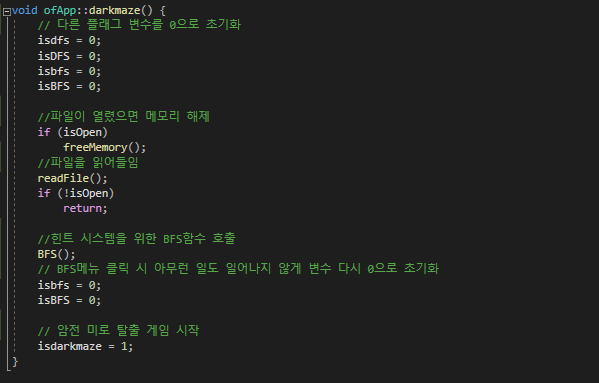 void ofApp::darkmaze() {
// 다른 플래그 변수를 0으로 초기화
isdfs = 0;
isDFS = 0;
isbfs = 0;
isBFS = 0;
//파일이 열렸으면 메모리 해제
if (isOpen)
freeMemory();
//파일을 읽어들임
readFile();
if (!isOpen)
return;
//힌트 시스템을 위한 BFS함수 호출
BFS();
// BFS메뉴 클릭 시 아무런 일도 일어나지 않게 변수 다시 0으로 초기화
isbfs = 0;
isBFS = 0;
// 암전 미로 탈출 게임 시작
isdarkmaze = 1;
}